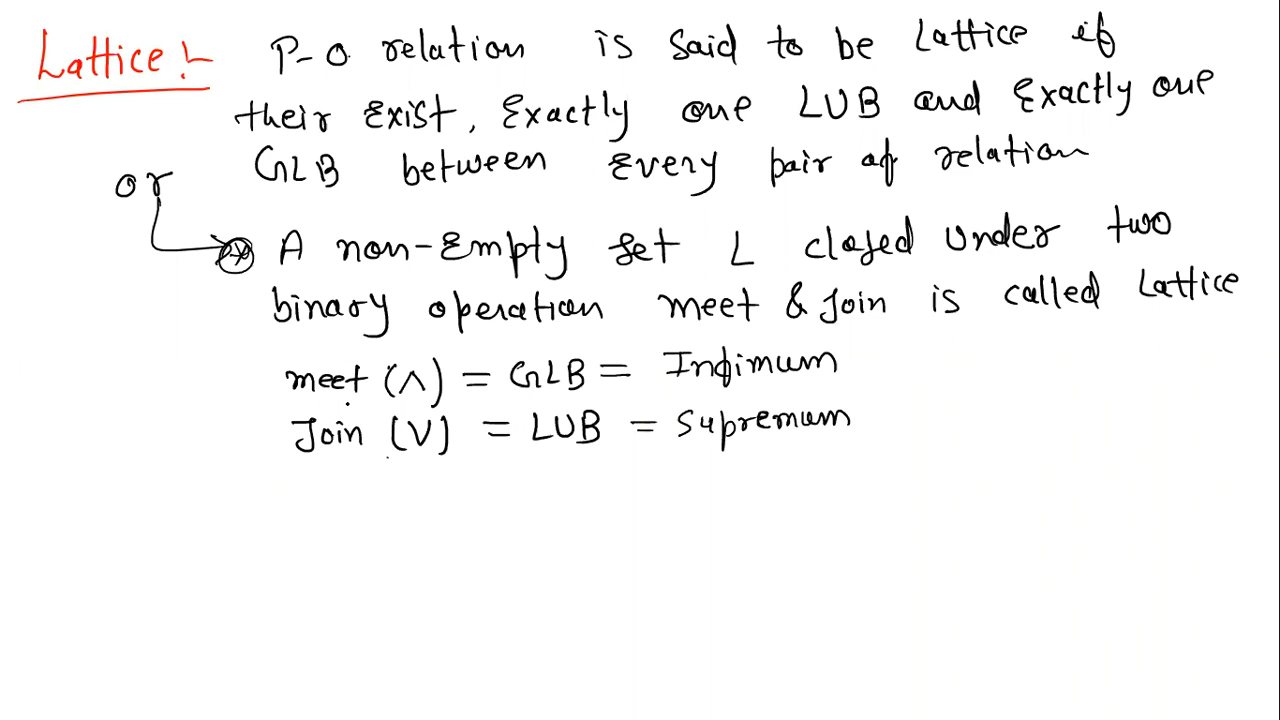 Lattice :- P-O relation is said to be Lattice if
their Exist, Exactly one LUB and Exactly one
GLB between Every pair of relation
or
A non-Empty set L closed under two
binary operation meet & Join is called Lattice
meet (∧) = GLB = Infimum
Join (V) = LUB = Supremum